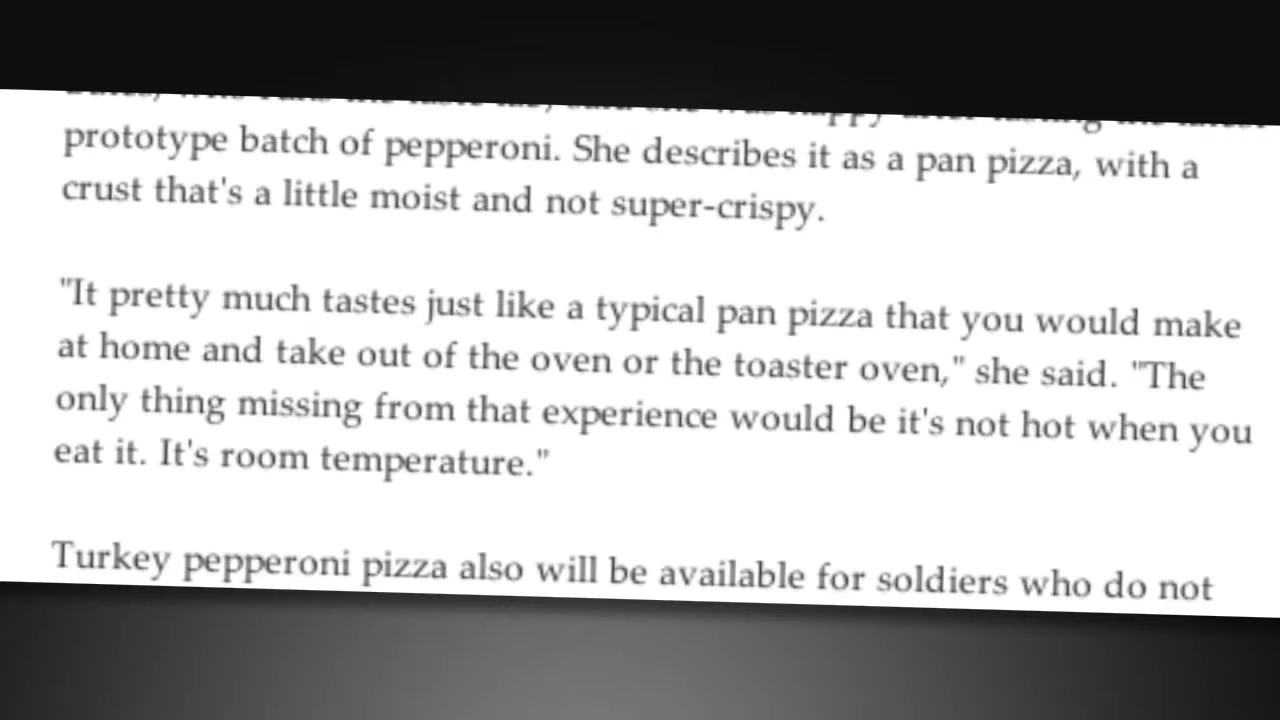 prototype batch of pepperoni. She describes it as a pan pizza, with a
crust that's a little moist and not super-crispy.
"It pretty much tastes just like a typical pan pizza that you would make
at home and take out of the oven or the toaster oven," she said. "The
only thing missing from that experience would be it's not hot when you
eat it. It's room temperature."
Turkey pepperoni pizza also will be available for soldiers who do not